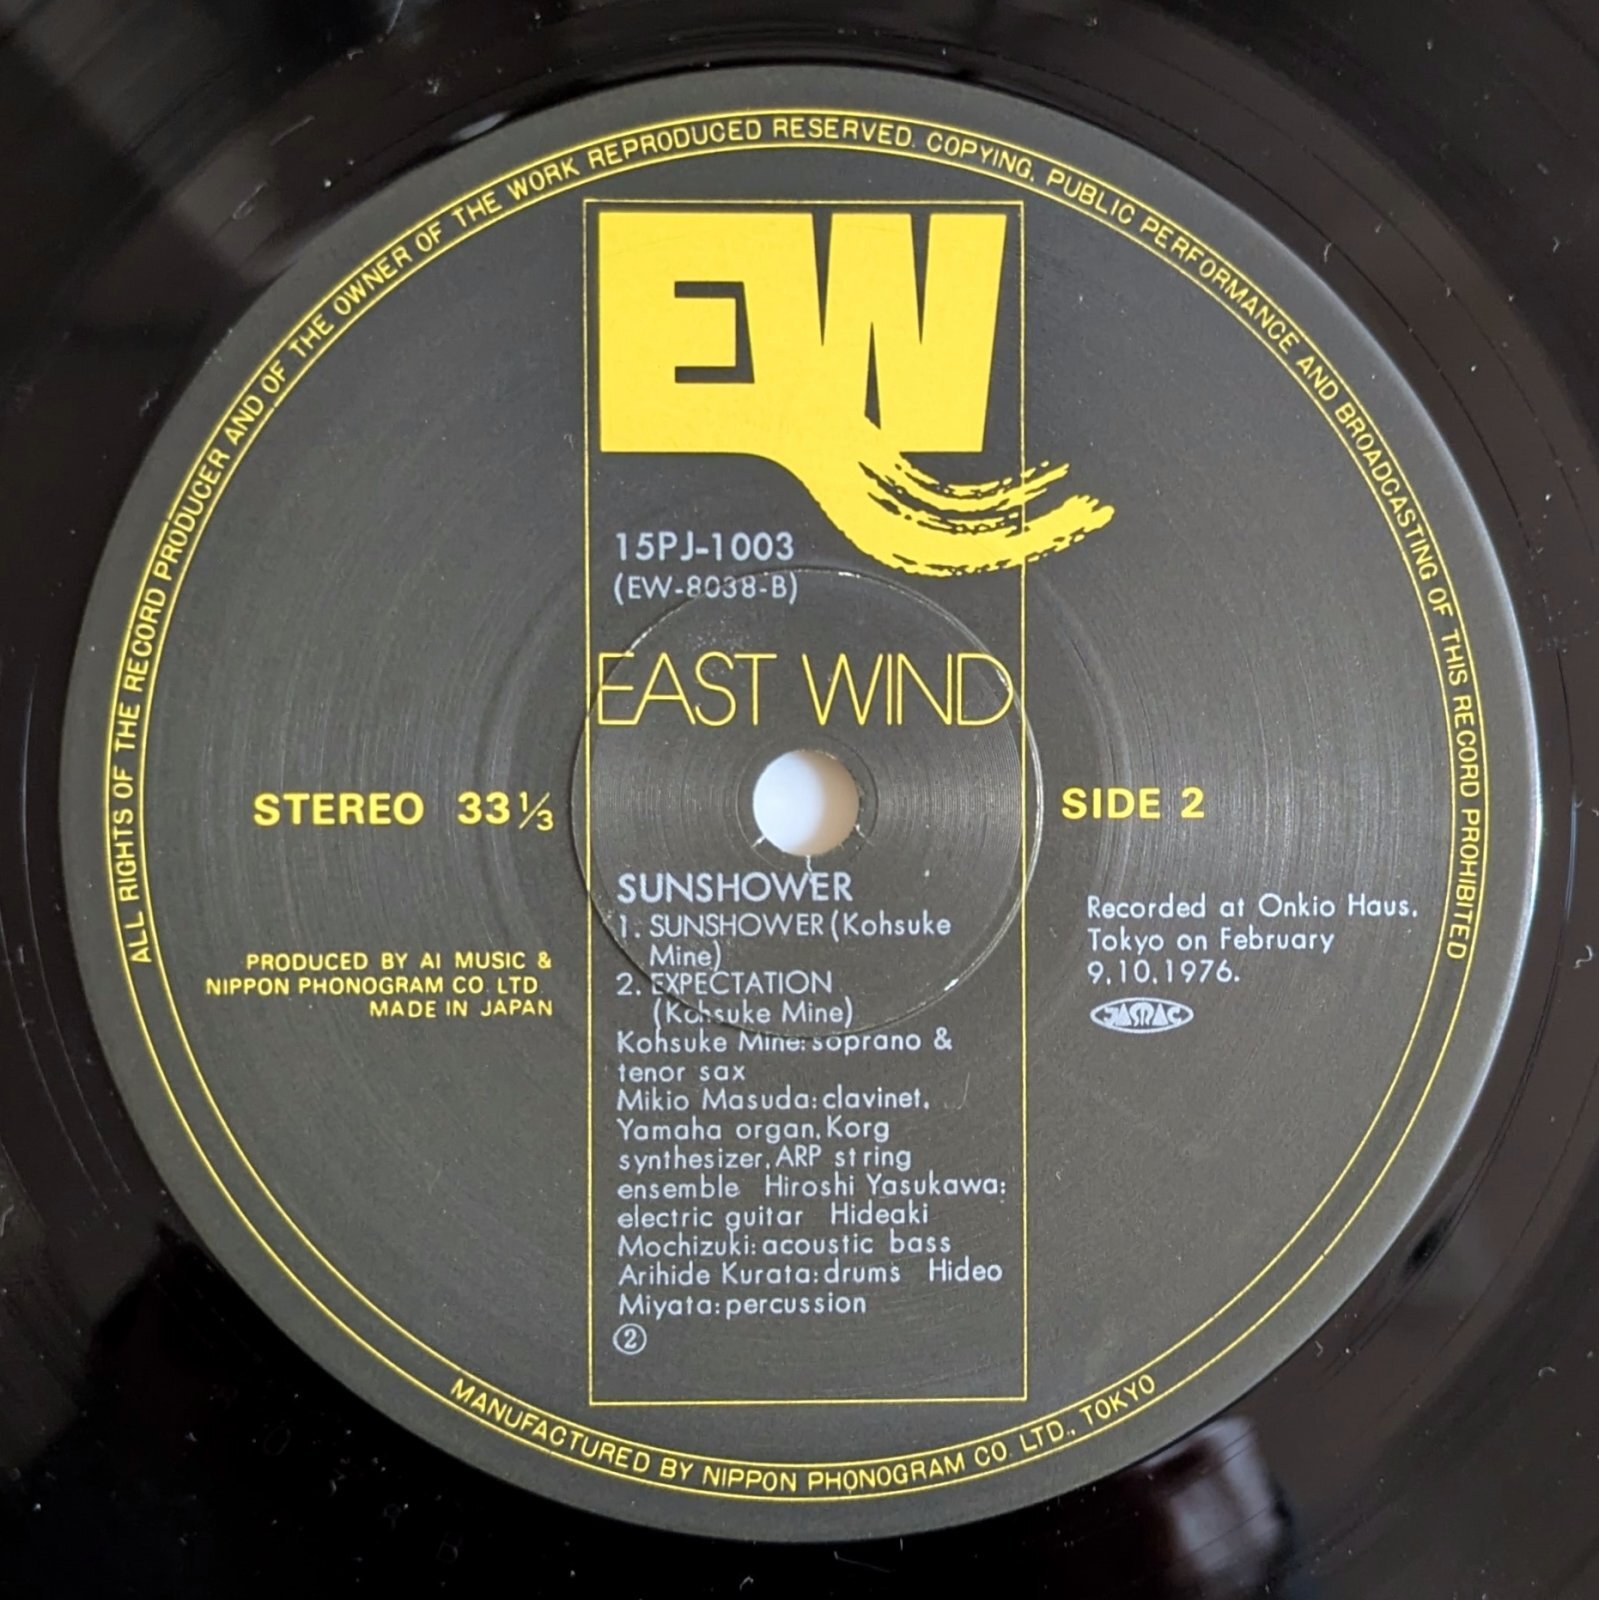 ALL RIGHTS OF THE RECORD PRODUCER AND OF THE OWNER OF THE WORK REPRODUCED RESERVED. COPYING, PUBLIC PERFORMANCE AND BROADCASTING OF THIS RECORD PROHIBITED
EW
15PJ-1003
(EW-8038-B)
EAST WIND
STEREO 33⅓
SIDE 2
SUNSHOWER
1. SUNSHOWER (Kohsuke
Mine)
2. EXPECTATION
(Kohsuke Mine)
Kohsuke Mine: soprano &
tenor sax
Mikio Masuda: clavinet,
Yamaha organ, Korg
synthesizer, ARP string
ensemble Hiroshi Yasukawa:
electric guitar Hideaki
Mochizuki: acoustic bass
Arihide Kurata: drums Hideo
Miyata: percussion
②
PRODUCED BY AI MUSIC &
NIPPON PHONOGRAM CO. LTD.
MADE IN JAPAN
Recorded at Onkio Haus,
Tokyo on February
9,10,1976.
JASRAC
MANUFACTURED BY NIPPON PHONOGRAM CO. LTD., TOKYO